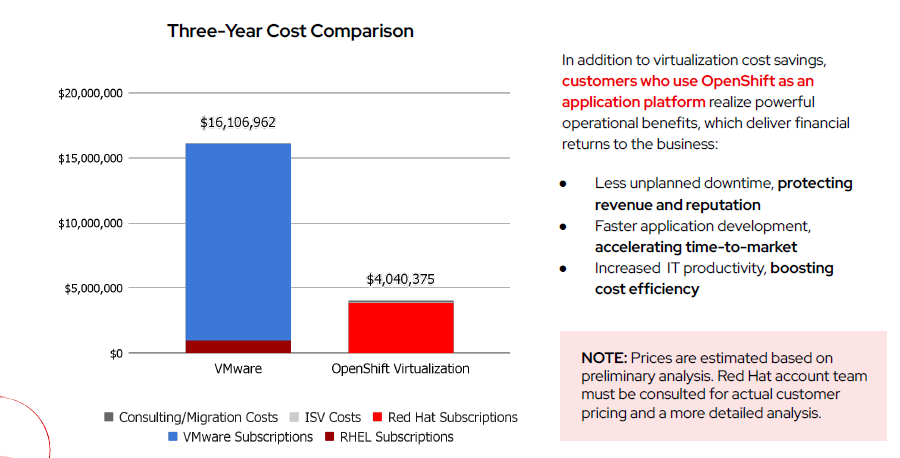 Three-Year Cost Comparison
$20,000,000
$16,106,962
$15,000,000
$10,000,000
$4,040,375
$5,000,000
$0
VMware
OpenShift Virtualization
Consulting/Migration Costs
ISV Costs
Red Hat Subscriptions
VMware Subscriptions
RHEL Subscriptions
In addition to virtualization cost savings,
customers who use OpenShift as an
application platform realize powerful
operational benefits, which deliver financial
returns to the business:
● Less unplanned downtime, protecting
revenue and reputation
● Faster application development,
accelerating time-to-market
● Increased IT productivity, boosting
cost efficiency
NOTE: Prices are estimated based on
preliminary analysis. Red Hat account team
must be consulted for actual customer
pricing and a more detailed analysis.